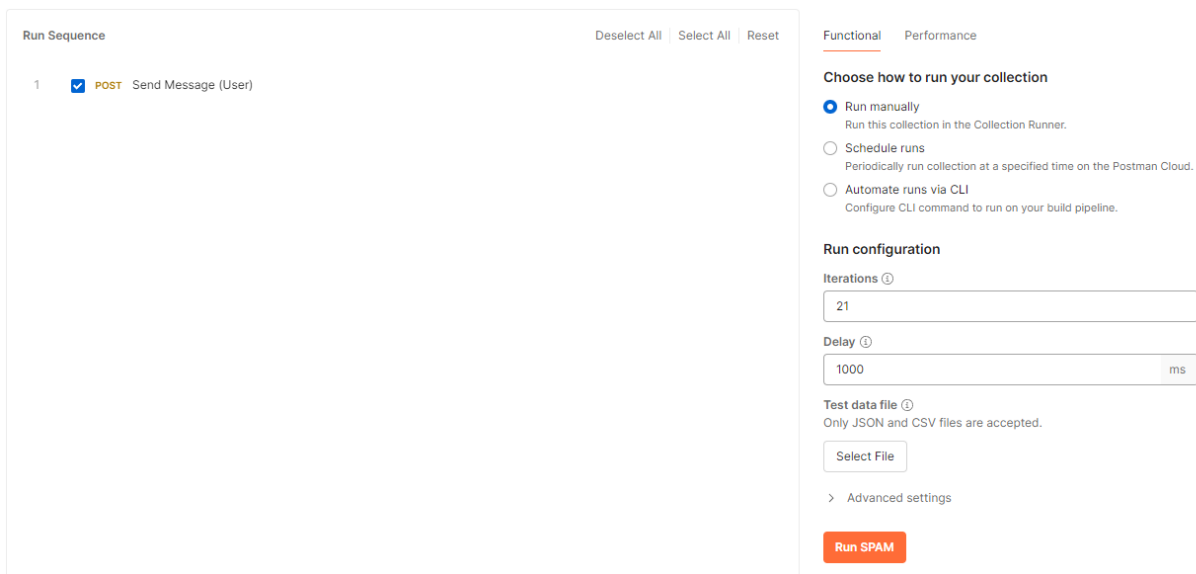 Run Sequence
Deselect All
Select All
Reset
1 POST Send Message (User)
Functional
Performance
Choose how to run your collection
Run manually
Run this collection in the Collection Runner.
Schedule runs
Periodically run collection at a specified time on the Postman Cloud.
Automate runs via CLI
Configure CLI command to run on your build pipeline.
Run configuration
Iterations
21
Delay
1000 ms
Test data file
Only JSON and CSV files are accepted.
Select File
Advanced settings
Run SPAM